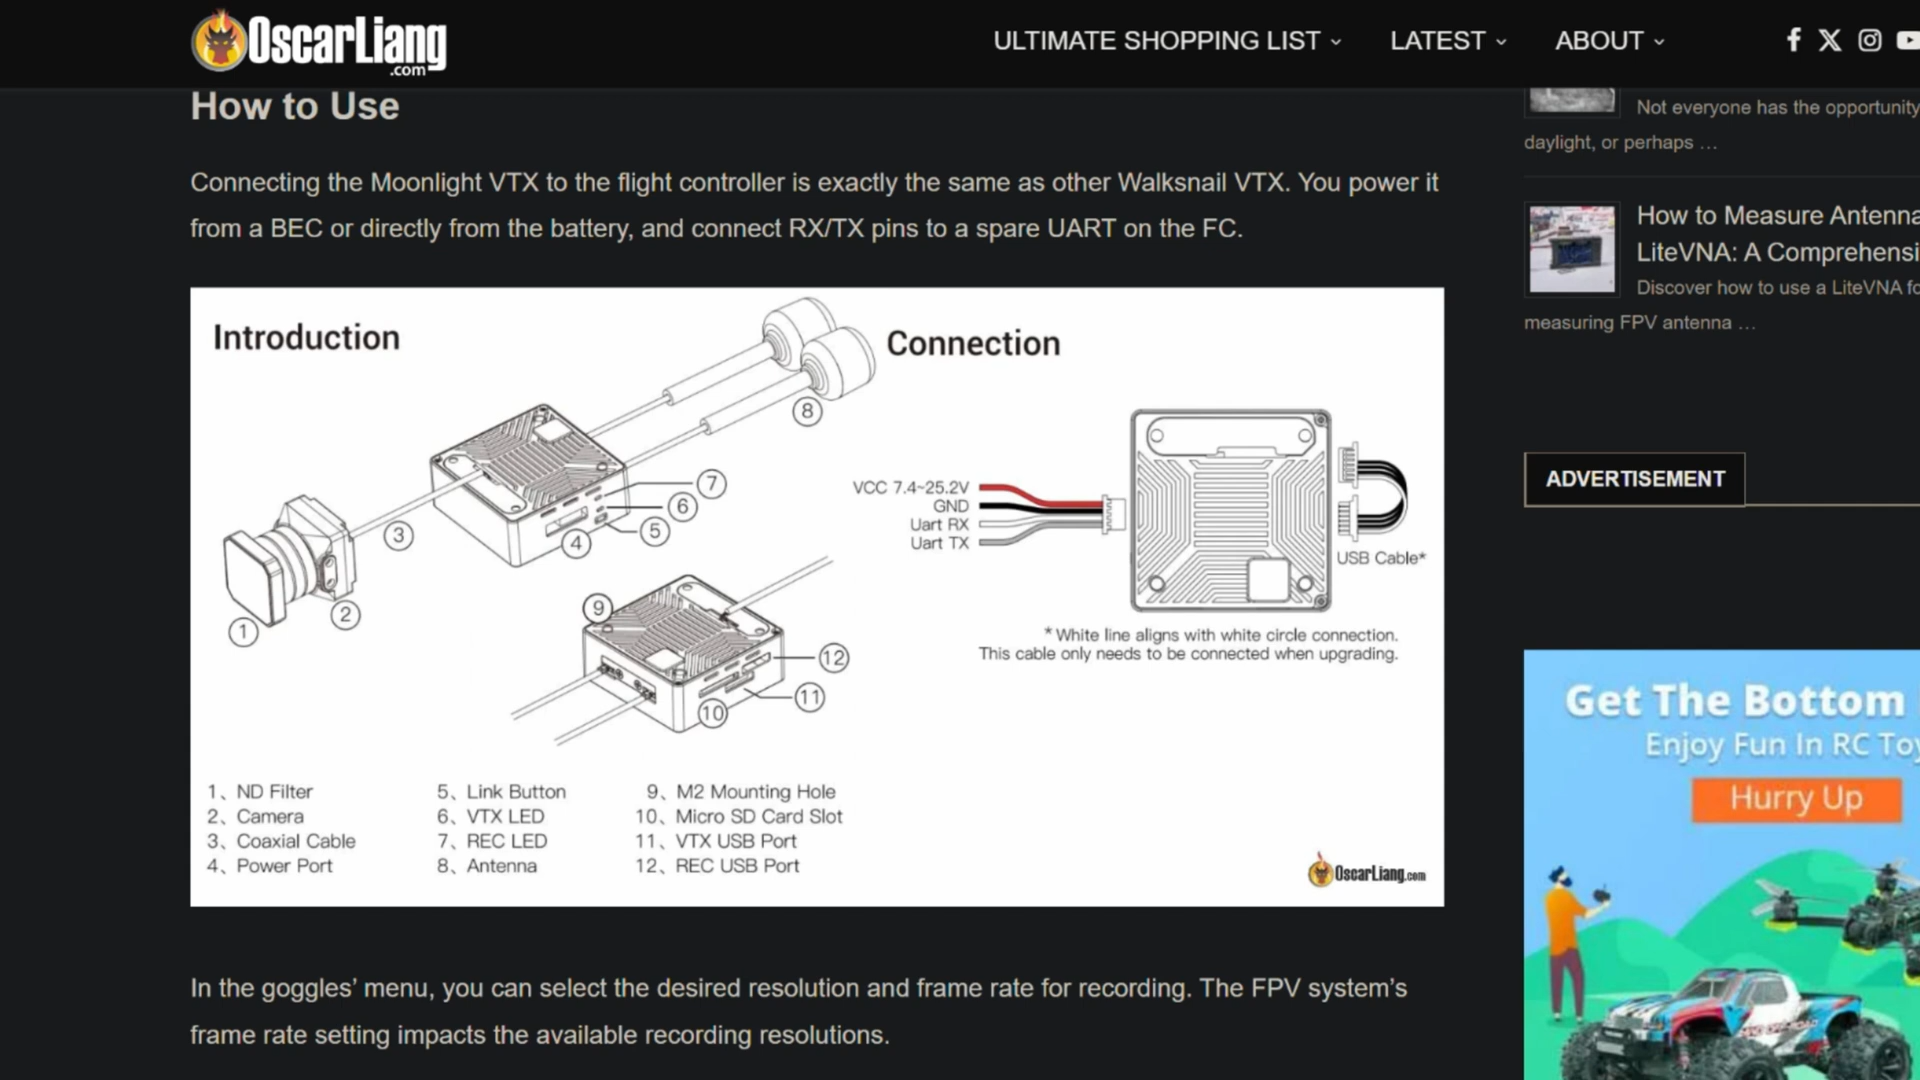 OscarLiang
.com
ULTIMATE SHOPPING LIST
LATEST
ABOUT
How to Use
Connecting the Moonlight VTX to the flight controller is exactly the same as other Walksnail VTX. You power it
from a BEC or directly from the battery, and connect RX/TX pins to a spare UART on the FC.
Introduction
8
7
6
5
4
3
2
1
9
12
11
10
1、ND Filter
2、Camera
3、Coaxial Cable
4、Power Port
5、Link Button
6、VTX LED
7、REC LED
8、Antenna
9、M2 Mounting Hole
10、Micro SD Card Slot
11、VTX USB Port
12、REC USB Port
Connection
VCC 7.4~25.2V
GND
Uart RX
Uart TX
USB Cable*
*White line aligns with white circle connection.
This cable only needs to be connected when upgrading.
OscarLiang.com
In the goggles’ menu, you can select the desired resolution and frame rate for recording. The FPV system’s
frame rate setting impacts the available recording resolutions.
Not everyone has the opportunity
daylight, or perhaps …
How to Measure Antenna
LiteVNA: A Comprehensi
Discover how to use a LiteVNA fo
measuring FPV antenna …
ADVERTISEMENT
Get The Bottom
Enjoy Fun In RC Toy
Hurry Up